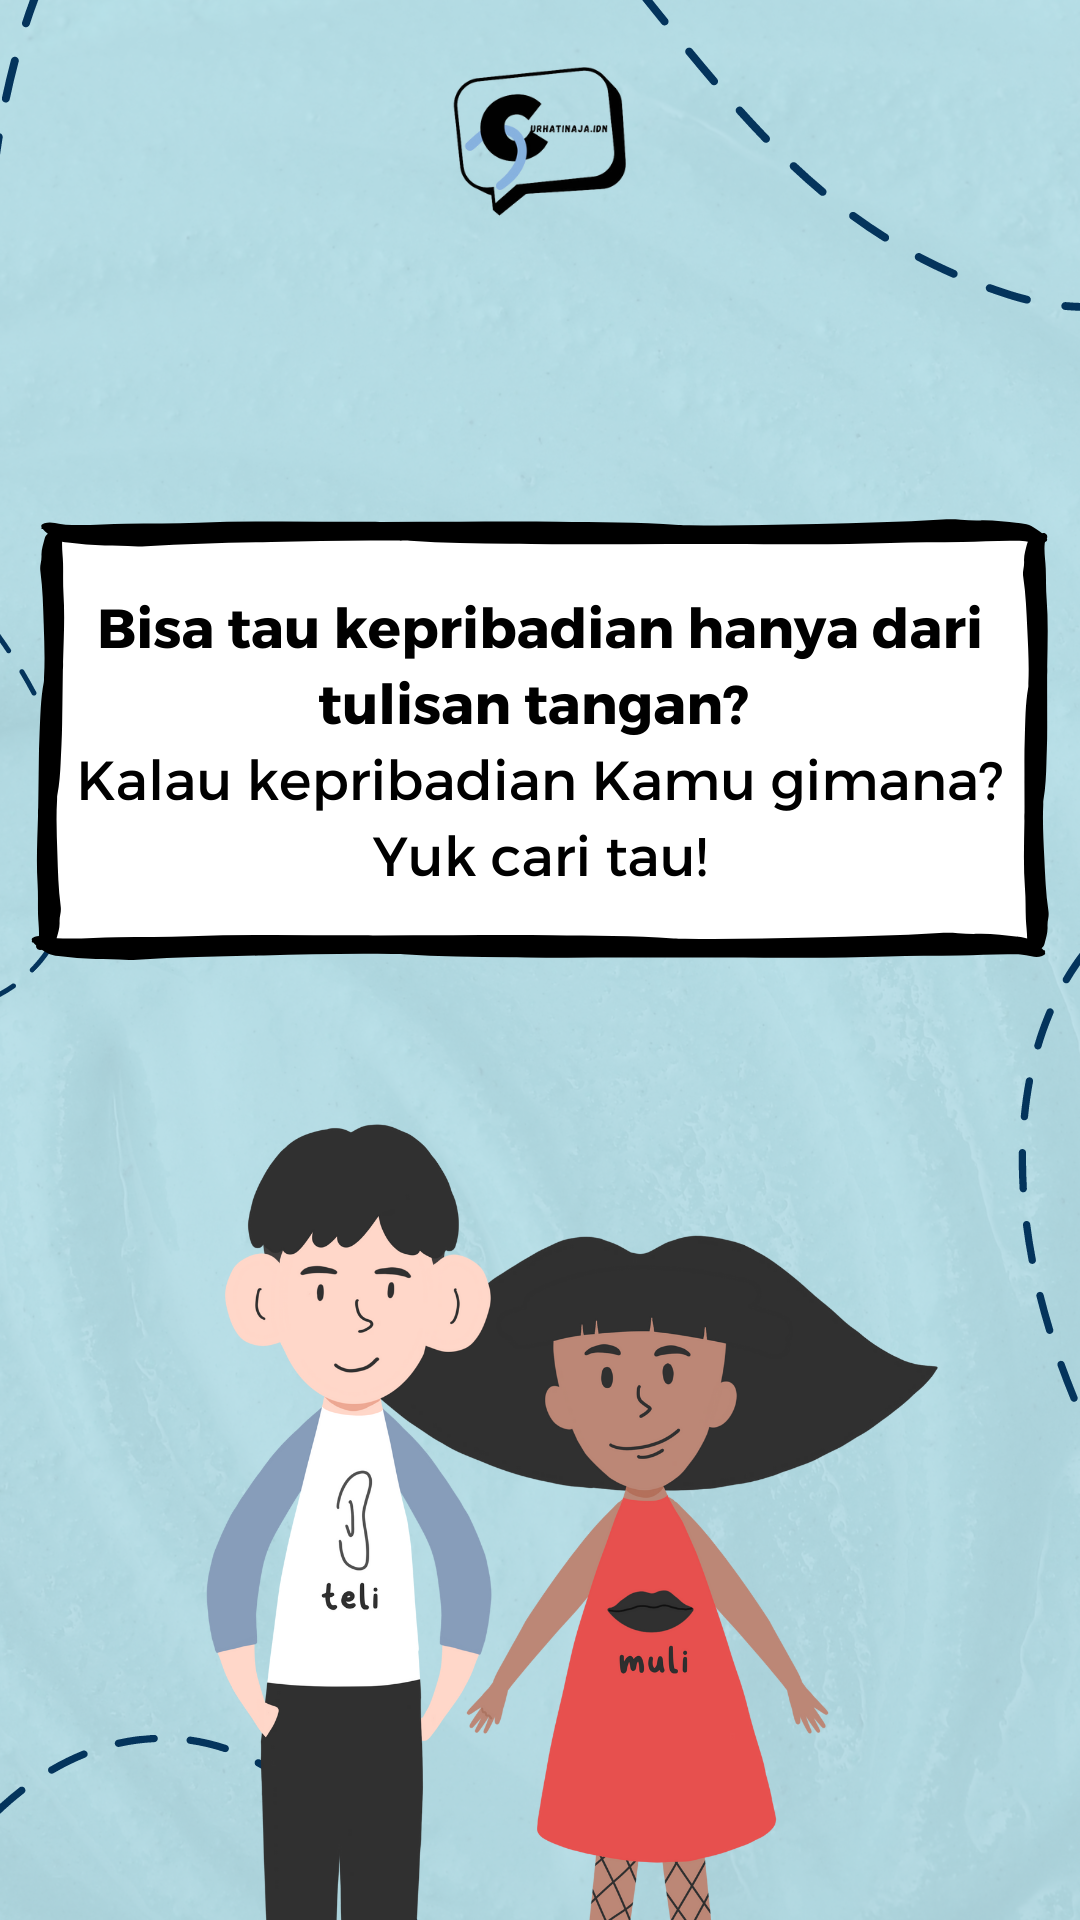 URHATINAJA.IDN
Bisa tau kepribadian hanya dari
tulisan tangan?
Kalau kepribadian Kamu gimana?
Yuk cari tau!
teli
muli